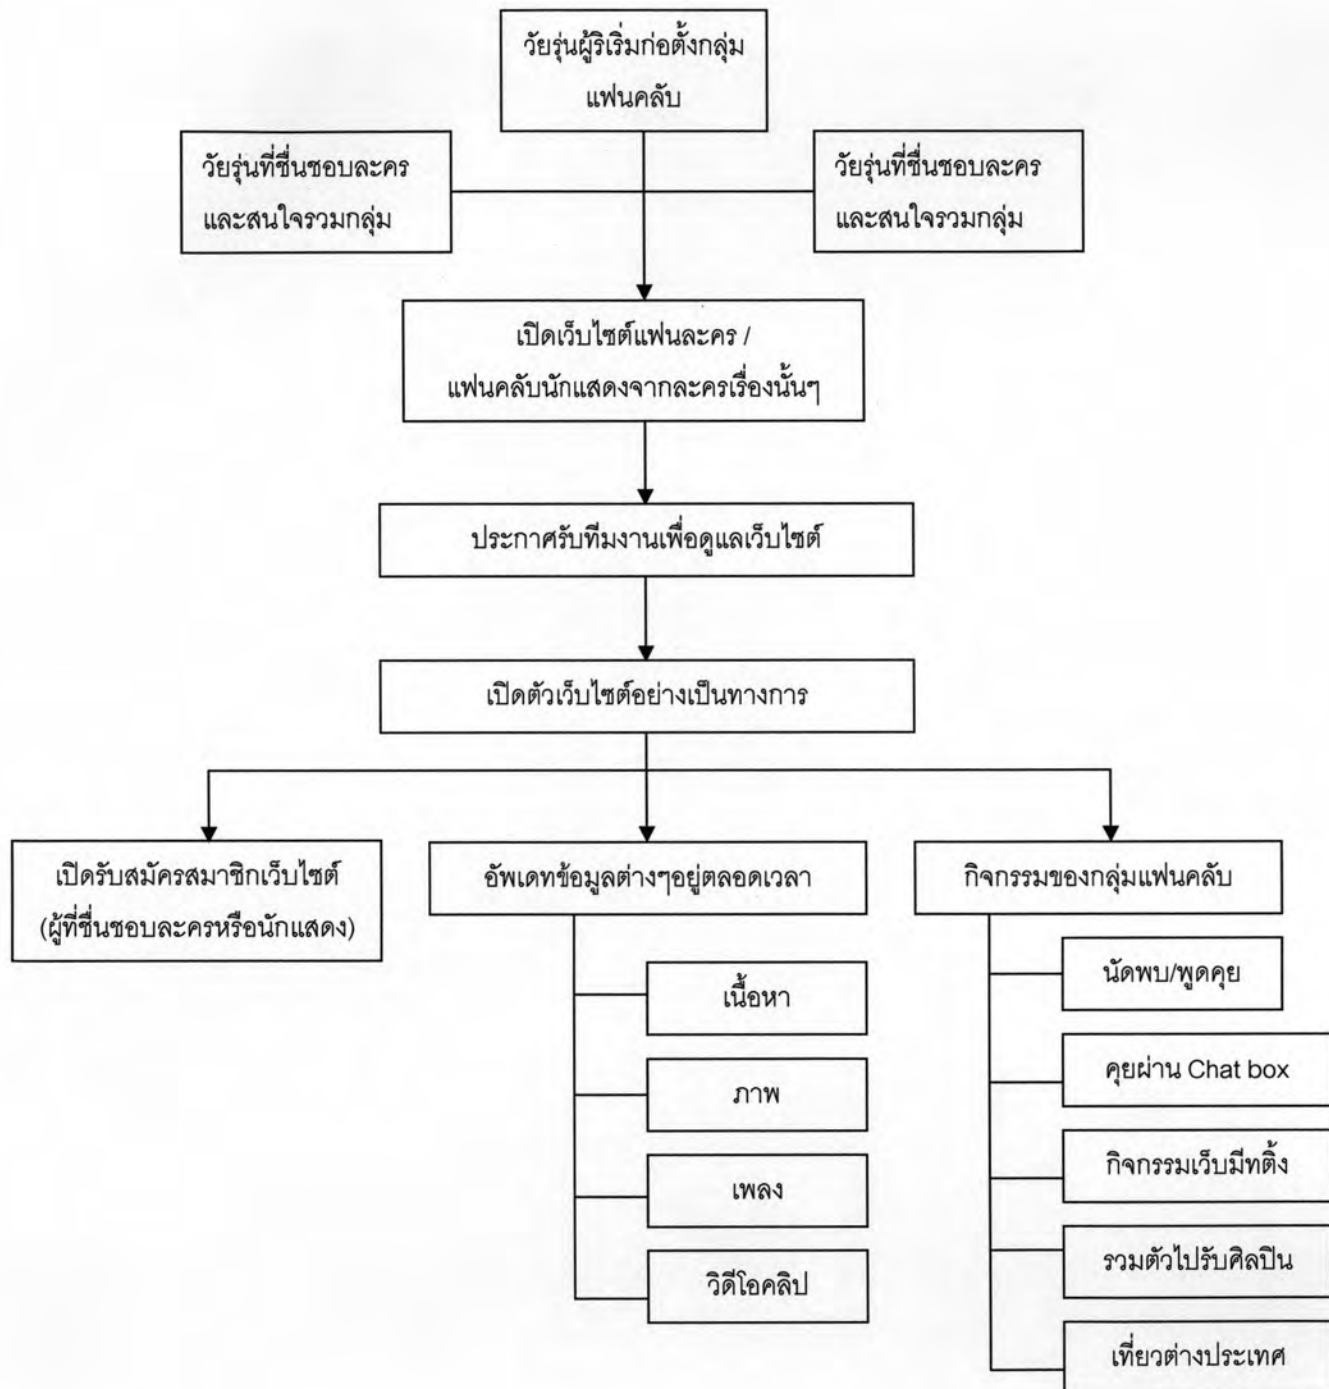 วัยรุ่นผู้ริเริ่มก่อตั้งกลุ่ม
แฟนคลับ
วัยรุ่นที่ชื่นชอบละคร
และสนใจรวมกลุ่ม
วัยรุ่นที่ชื่นชอบละคร
และสนใจรวมกลุ่ม
เปิดเว็บไซต์แฟนละคร /
แฟนคลับนักแสดงจากละครเรื่องนั้นๆ
ประกาศรับทีมงานเพื่อดูแลเว็บไซต์
เปิดตัวเว็บไซต์อย่างเป็นทางการ
เปิดรับสมัครสมาชิกเว็บไซต์
(ผู้ที่ชื่นชอบละครหรือนักแสดง)
อัพเดทข้อมูลต่างๆอยู่ตลอดเวลา
เนื้อหา
ภาพ
เพลง
วิดีโอคลิป
กิจกรรมของกลุ่มแฟนคลับ
นัดพบ/พูดคุย
คุยผ่าน Chat box
กิจกรรมเว็บมีทติ้ง
รวมตัวไปรับศิลปิน
เที่ยวต่างประเทศ